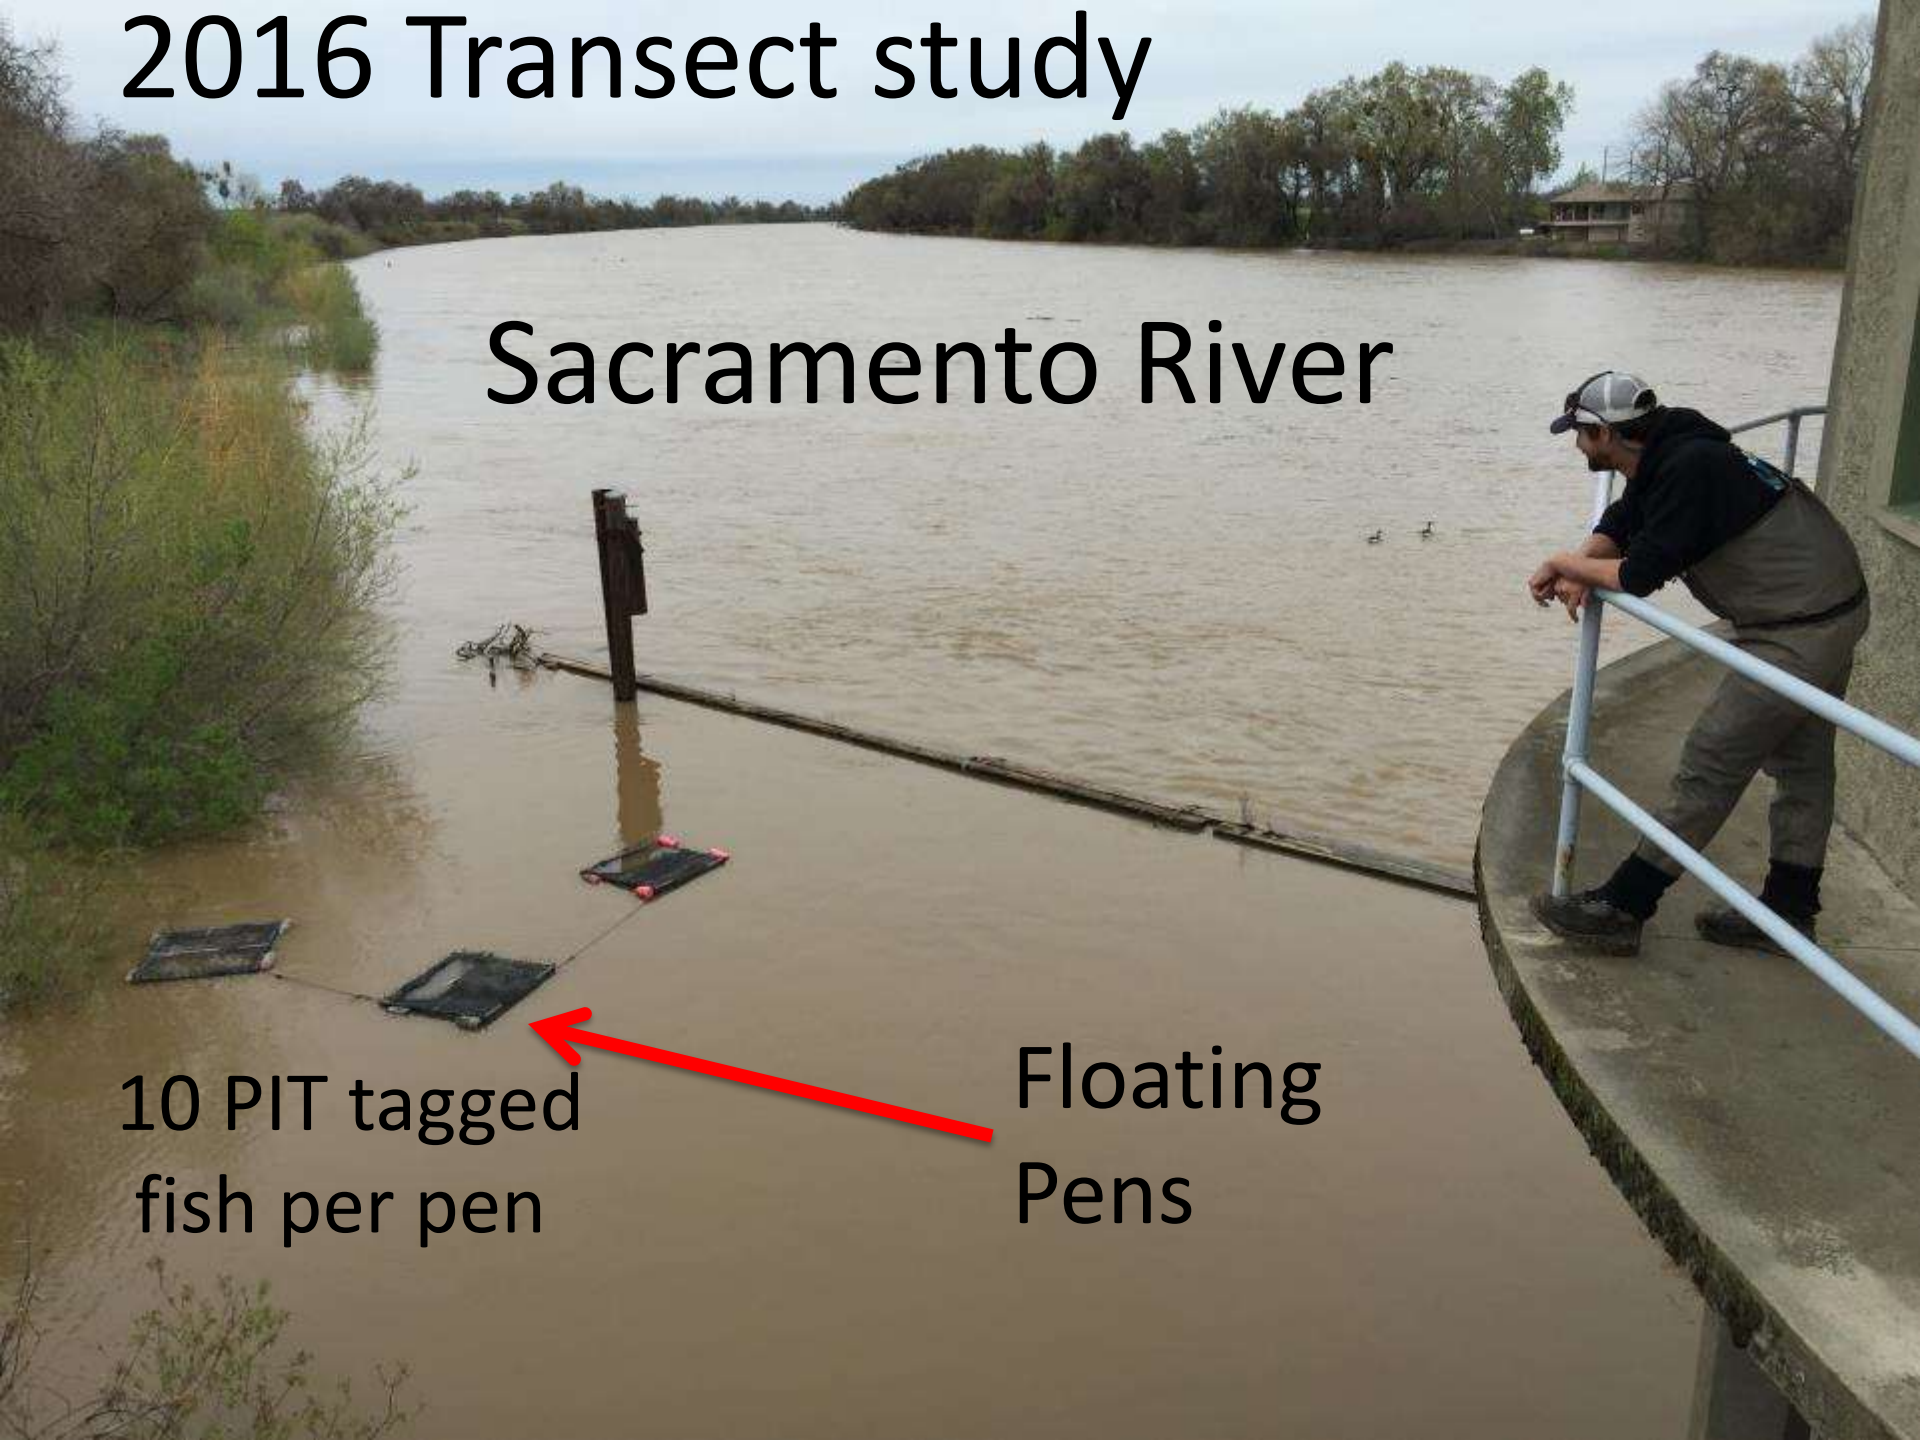 2016 Transect study
Sacramento River
10 PIT tagged
fish per pen
Floating
Pens